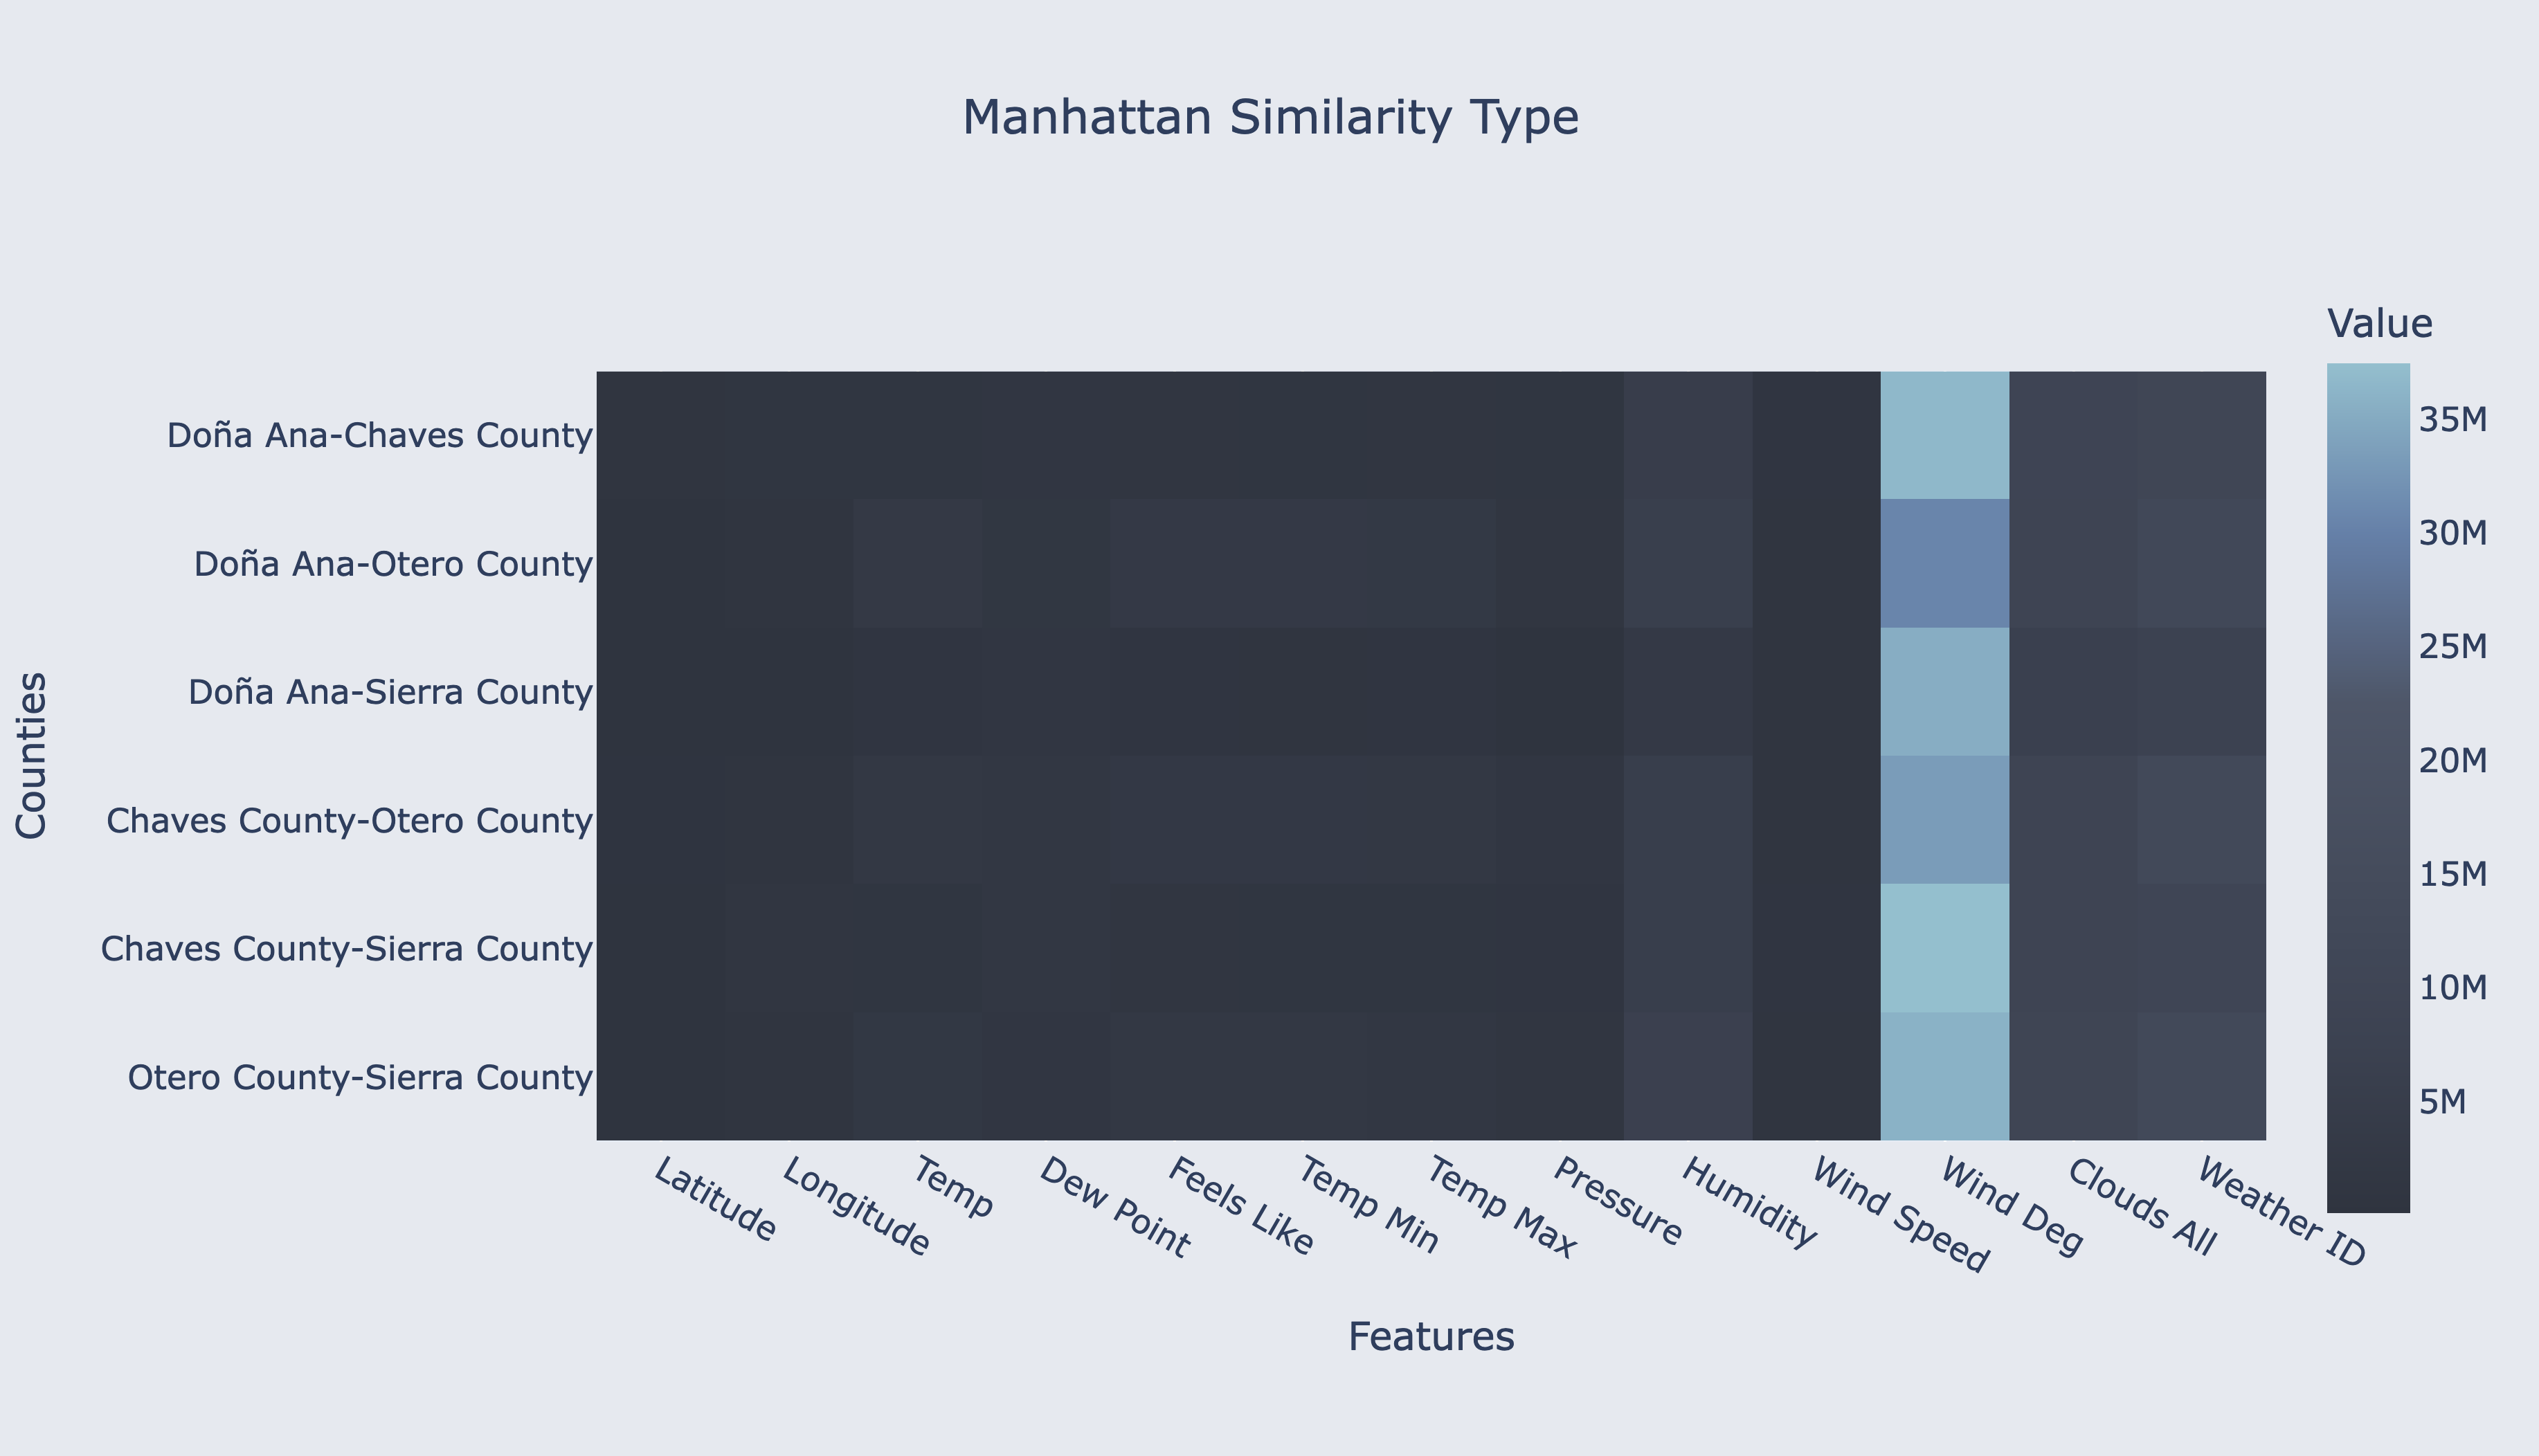 Manhattan Similarity Type
Value
35M
30M
25M
20M
15M
10M
5M
Counties
Doña Ana-Chaves County
Doña Ana-Otero County
Doña Ana-Sierra County
Chaves County-Otero County
Chaves County-Sierra County
Otero County-Sierra County
Latitude
Longitude
Temp
Dew Point
Feels Like
Temp Min
Temp Max
Pressure
Humidity
Wind Speed
Wind Deg
Clouds All
Weather ID
Features